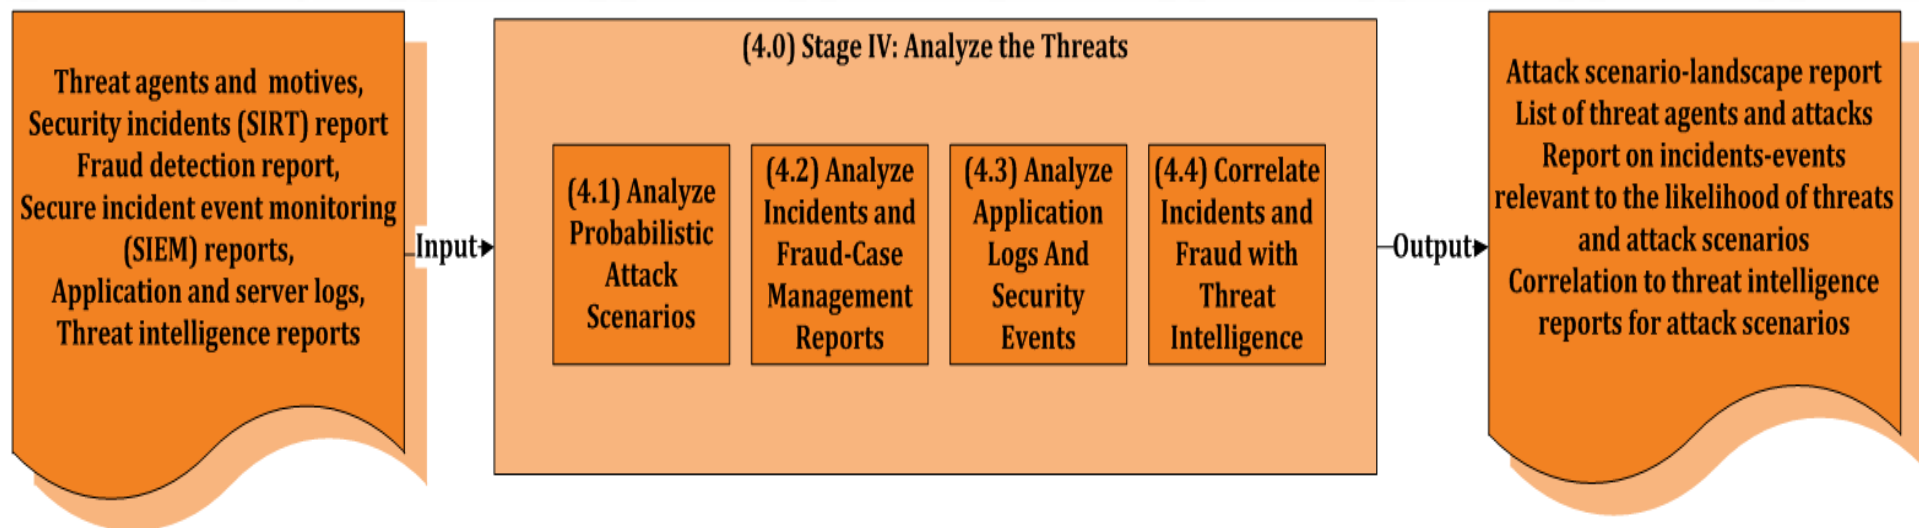 Threat agents and motives,
Security incidents (SIRT) report
Fraud detection report,
Secure incident event monitoring
(SIEM) reports,
Application and server logs,
Threat intelligence reports
Input
(4.0) Stage IV: Analyze the Threats
(4.1) Analyze
Probabilistic
Attack
Scenarios
(4.2) Analyze
Incidents and
Fraud-Case
Management
Reports
(4.3) Analyze
Application
Logs And
Security
Events
(4.4) Correlate
Incidents and
Fraud with
Threat
Intelligence
Output
Attack scenario-landscape report
List of threat agents and attacks
Report on incidents-events
relevant to the likelihood of threats
and attack scenarios
Correlation to threat intelligence
reports for attack scenarios